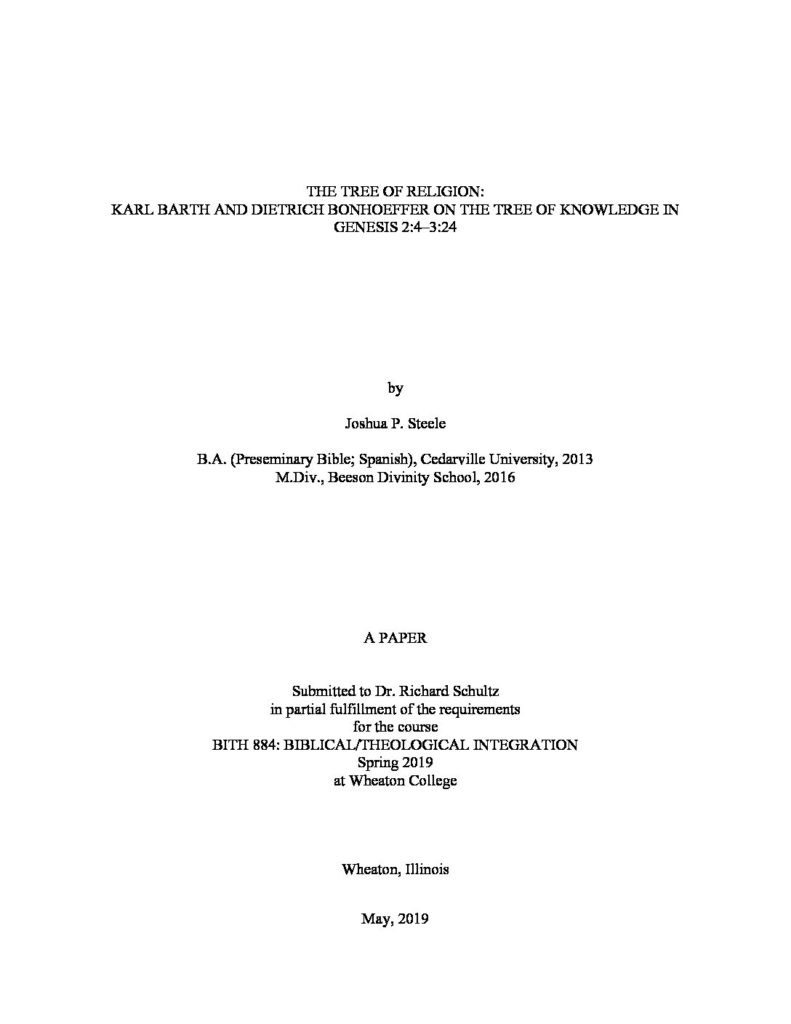 THE TREE OF RELIGION:
KARL BARTH AND DIETRICH BONHOEFFER ON THE TREE OF KNOWLEDGE IN
GENESIS 2:4–3:24
by
Joshua P. Steele
B.A. (Preseminary Bible; Spanish), Cedarville University, 2013
M.Div., Beeson Divinity School, 2016
A PAPER
Submitted to Dr. Richard Schultz
in partial fulfillment of the requirements
for the course
BITH 884: BIBLICAL/THEOLOGICAL INTEGRATION
Spring 2019
at Wheaton College
Wheaton, Illinois
May, 2019